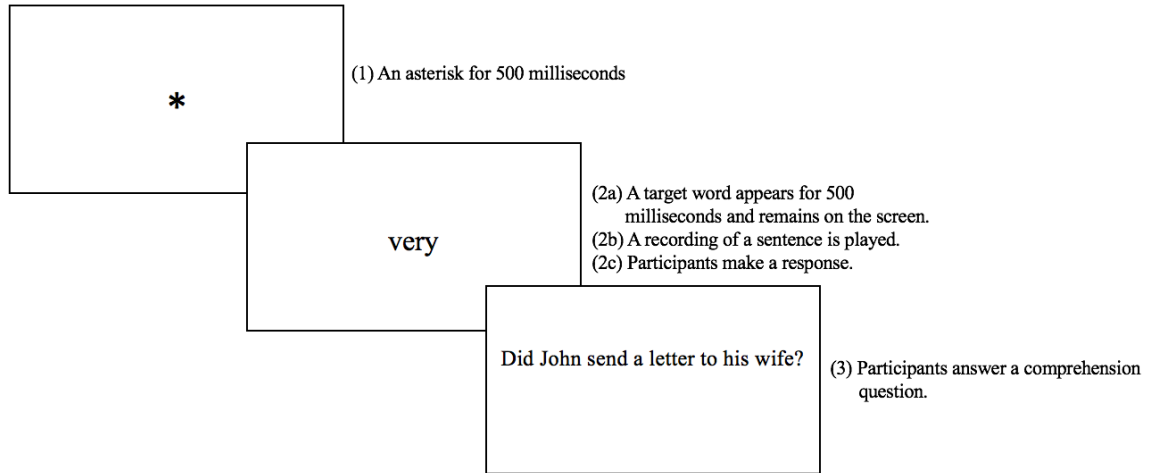 *
(1) An asterisk for 500 milliseconds
very
(2a) A target word appears for 500
milliseconds and remains on the screen.
(2b) A recording of a sentence is played.
(2c) Participants make a response.
Did John send a letter to his wife?
(3) Participants answer a comprehension
question.